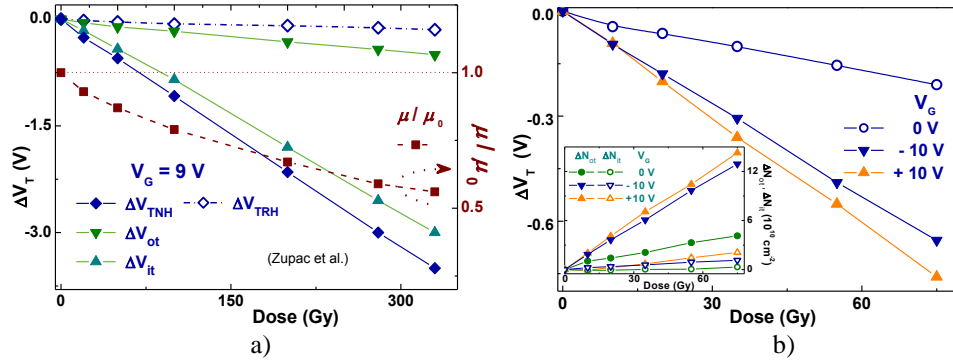 0.0
-1.5
-3.0
ΔV_T (V)
1.0
0.5
μ / μ_0
μ / μ_0
V_G = 9 V
ΔV_TNH
ΔV_TRH
ΔV_ot
ΔV_it
(Zupac et al.)
0
150
300
Dose (Gy)
a)
0.0
-0.3
-0.6
ΔV_T (V)
V_G
0 V
- 10 V
+ 10 V
ΔN_ot ΔN_it V_G
0 V
- 10 V
+ 10 V
12
6
0
ΔN_ot, ΔN_it (10^10 cm^-2)
0
30
60
Dose (Gy)
0
30
60
Dose (Gy)
b)